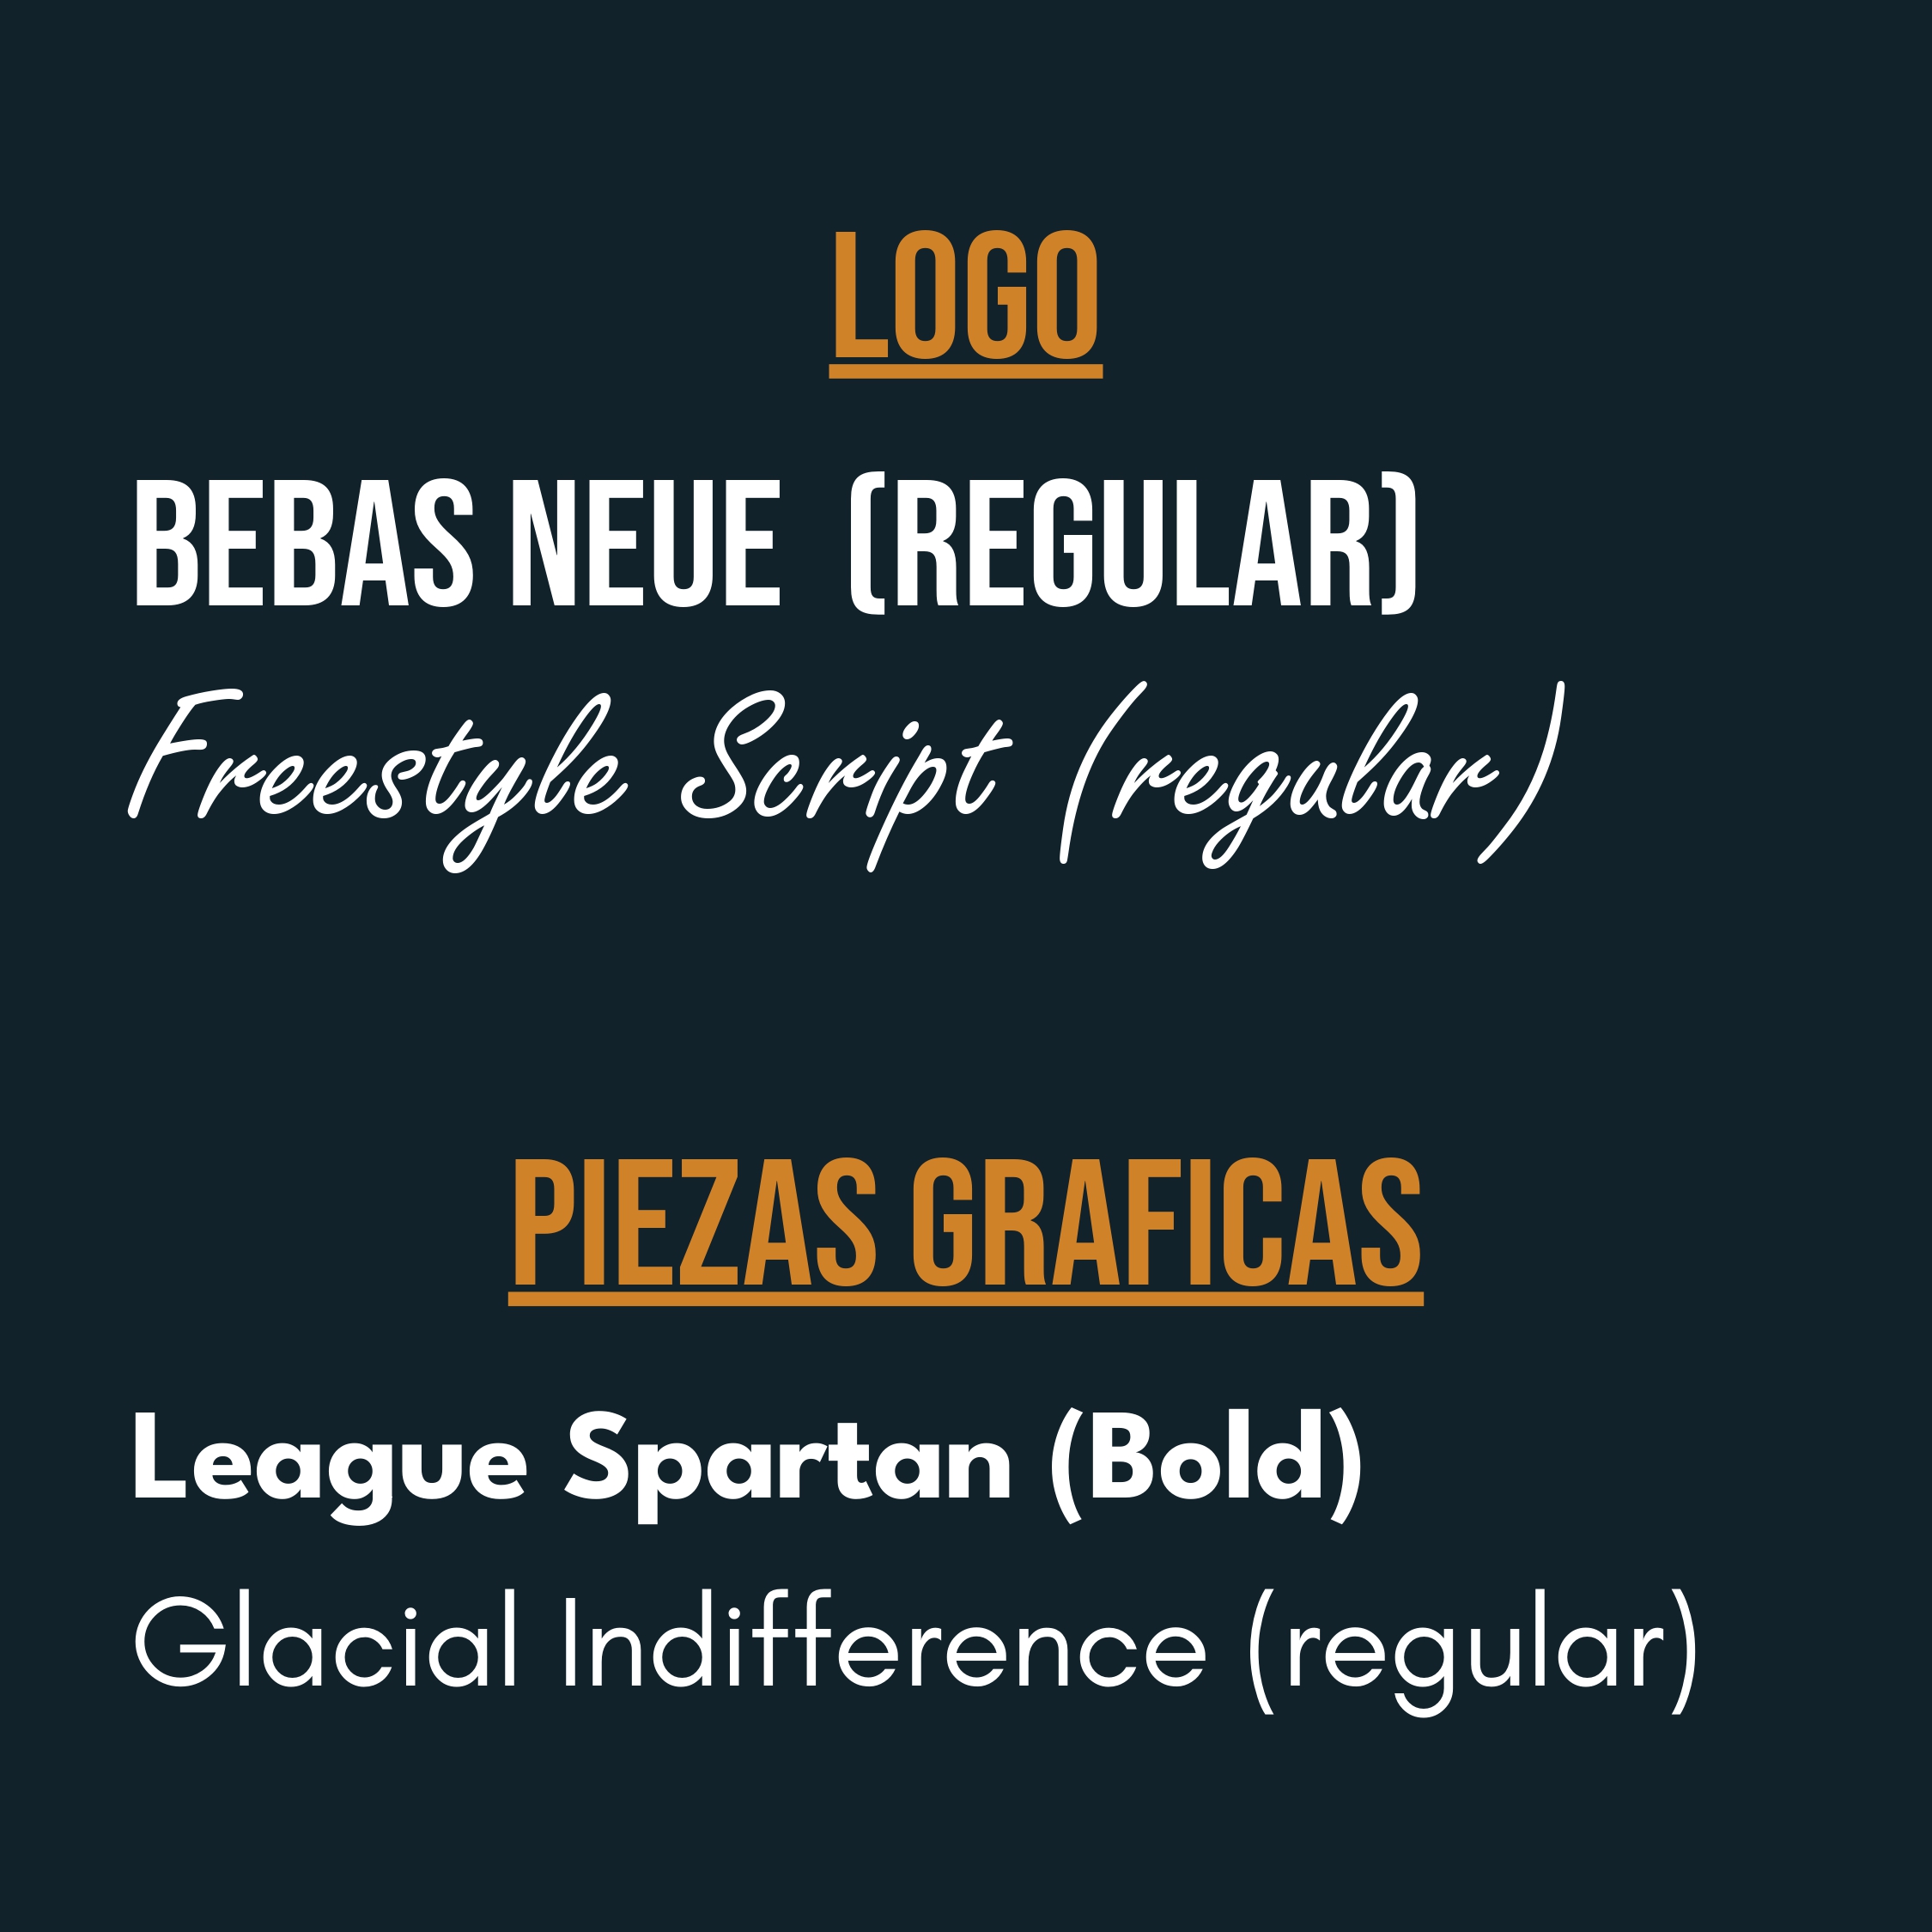 LOGO
BEBAS NEUE (REGULAR)
Freestyle Script (regular)
PIEZAS GRAFICAS
League Spartan (Bold)
Glacial Indifference (regular)